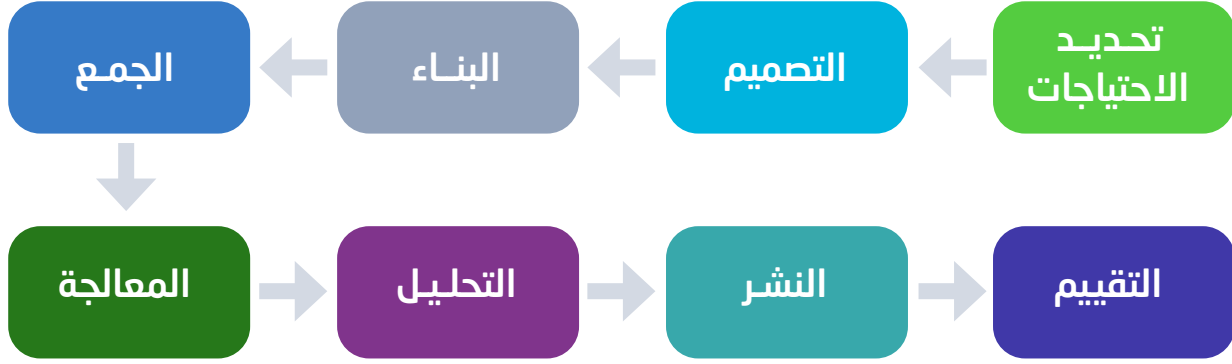 تحديد
الاحتياجات
التصميم
البناء
الجمع
المعالجة
التحليل
النشر
التقييم